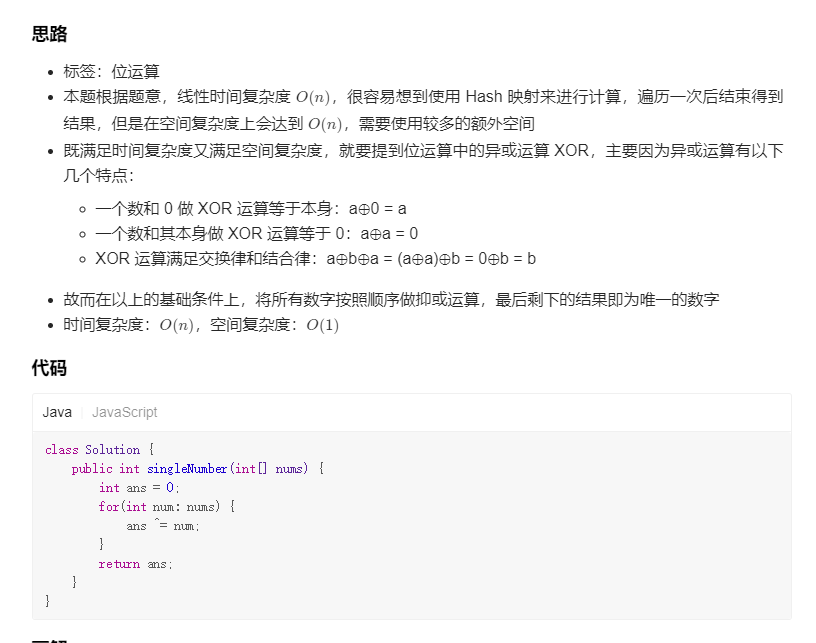 思路
标签：位运算
本题根据题意，线性时间复杂度 O(n)，很容易想到使用 Hash 映射来进行计算，遍历一次后结束得到
结果，但是在空间复杂度上会达到 O(n)，需要使用较多的额外空间
既满足时间复杂度又满足空间复杂度，就要提到位运算中的异或运算 XOR，主要因为异或运算有以下
几个特点：
一个数和 0 做 XOR 运算等于本身：a⊕0 = a
一个数和其本身做 XOR 运算等于 0：a⊕a = 0
XOR 运算满足交换律和结合律：a⊕b⊕a = (a⊕a)⊕b = 0⊕b = b
故而在以上的基础条件上，将所有数字按照顺序做抑或运算，最后剩下的结果即为唯一的数字
时间复杂度：O(n)，空间复杂度：O(1)
代码
Java JavaScript
class Solution {
    public int singleNumber(int[] nums) {
        int ans = 0;
        for(int num: nums) {
            ans ^= num;
        }
        return ans;
    }
}